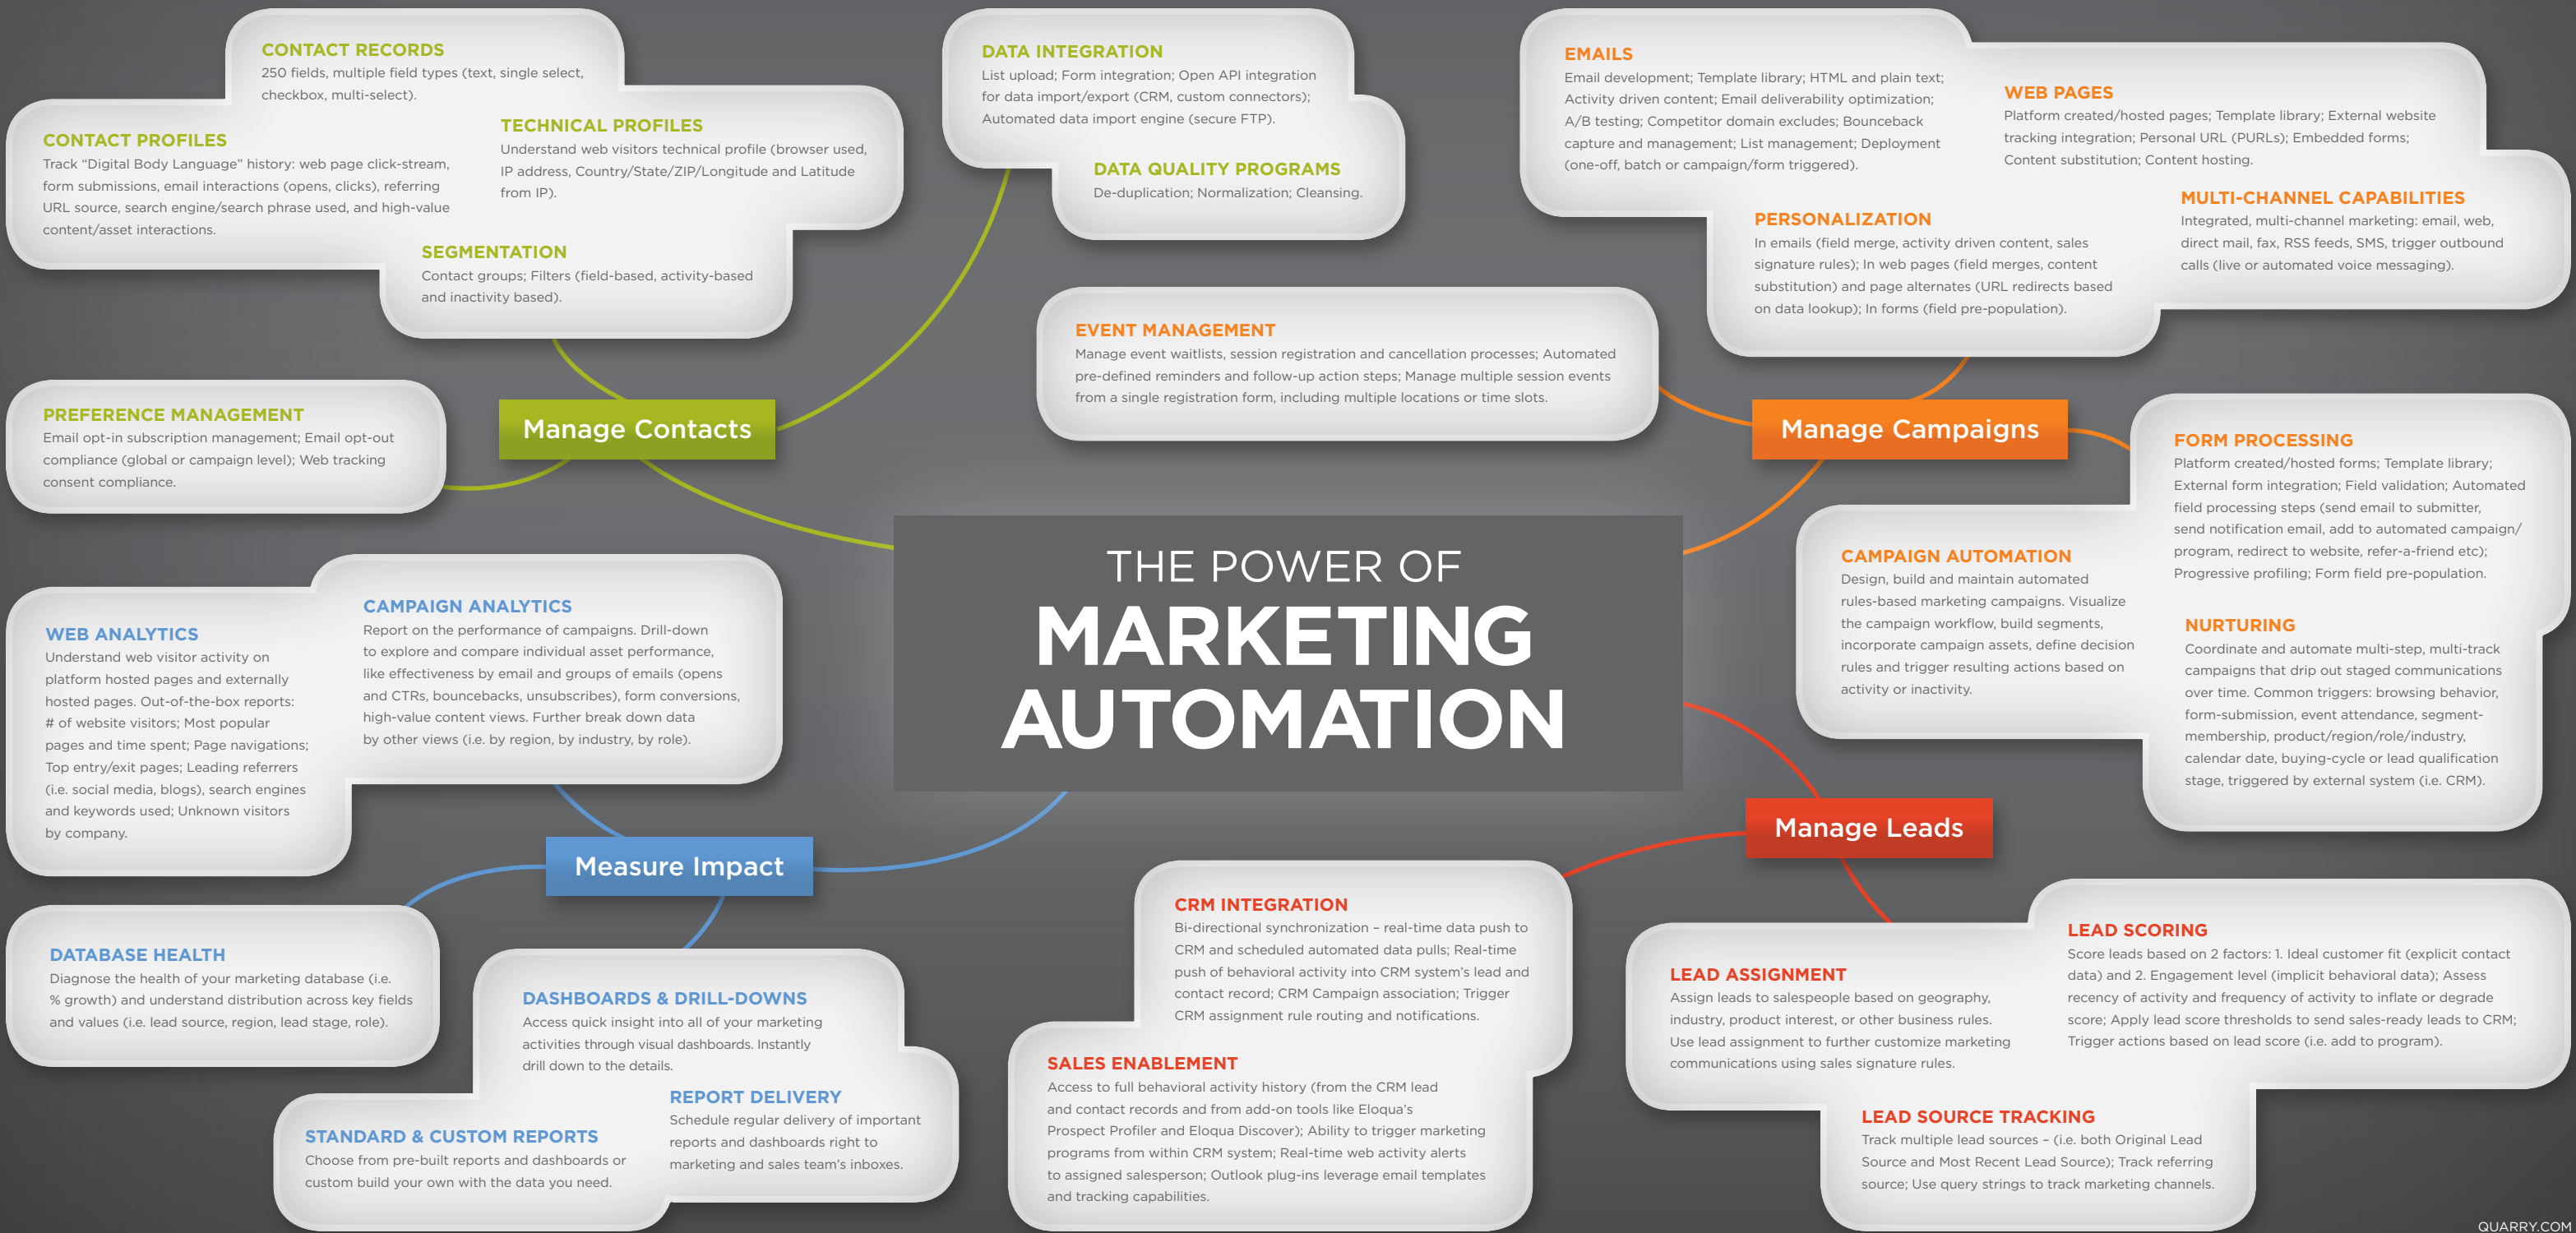 CONTACT RECORDS
250 fields, multiple field types (text, single select,
checkbox, multi-select).
CONTACT PROFILES
Track “Digital Body Language” history: web page click-stream,
form submissions, email interactions (opens, clicks), referring
URL source, search engine/search phrase used, and high-value
content/asset interactions.
TECHNICAL PROFILES
Understand web visitors technical profile (browser used,
IP address, Country/State/ZIP/Longitude and Latitude
from IP).
SEGMENTATION
Contact groups; Filters (field-based, activity-based
and inactivity based).
DATA INTEGRATION
List upload; Form integration; Open API integration
for data import/export (CRM, custom connectors);
Automated data import engine (secure FTP).
DATA QUALITY PROGRAMS
De-duplication; Normalization; Cleansing.
PREFERENCE MANAGEMENT
Email opt-in subscription management; Email opt-out
compliance (global or campaign level); Web tracking
consent compliance.
Manage Contacts
EMAILS
Email development; Template library; HTML and plain text;
Activity driven content; Email deliverability optimization;
A/B testing; Competitor domain excludes; Bounceback
capture and management; List management; Deployment
(one-off, batch or campaign/form triggered).
WEB PAGES
Platform created/hosted pages; Template library; External website
tracking integration; Personal URL (PURLs); Embedded forms;
Content substitution; Content hosting.
PERSONALIZATION
In emails (field merge, activity driven content, sales
signature rules); In web pages (field merges, content
substitution) and page alternates (URL redirects based
on data lookup); In forms (field pre-population).
MULTI-CHANNEL CAPABILITIES
Integrated, multi-channel marketing: email, web,
direct mail, fax, RSS feeds, SMS, trigger outbound
calls (live or automated voice messaging).
EVENT MANAGEMENT
Manage event waitlists, session registration and cancellation processes; Automated
pre-defined reminders and follow-up action steps; Manage multiple session events
from a single registration form, including multiple locations or time slots.
Manage Campaigns
FORM PROCESSING
Platform created/hosted forms; Template library;
External form integration; Field validation; Automated
field processing steps (send email to submitter,
send notification email, add to automated campaign/
program, redirect to website, refer-a-friend etc);
Progressive profiling; Form field pre-population.
CAMPAIGN AUTOMATION
Design, build and maintain automated
rules-based marketing campaigns. Visualize
the campaign workflow, build segments,
incorporate campaign assets, define decision
rules and trigger resulting actions based on
activity or inactivity.
NURTURING
Coordinate and automate multi-step, multi-track
campaigns that drip out staged communications
over time. Common triggers: browsing behavior,
form-submission, event attendance, segment-
membership, product/region/role/industry,
calendar date, buying-cycle or lead qualification
stage, triggered by external system (i.e. CRM).
THE POWER OF
MARKETING
AUTOMATION
WEB ANALYTICS
Understand web visitor activity on
platform hosted pages and externally
hosted pages. Out-of-the-box reports:
# of website visitors; Most popular
pages and time spent; Page navigations;
Top entry/exit pages; Leading referrers
(i.e. social media, blogs), search engines
and keywords used; Unknown visitors
by company.
CAMPAIGN ANALYTICS
Report on the performance of campaigns. Drill-down
to explore and compare individual asset performance,
like effectiveness by email and groups of emails (opens
and CTRs, bouncebacks, unsubscribes), form conversions,
high-value content views. Further break down data
by other views (i.e. by region, by industry, by role).
Measure Impact
DATABASE HEALTH
Diagnose the health of your marketing database (i.e.
% growth) and understand distribution across key fields
and values (i.e. lead source, region, lead stage, role).
DASHBOARDS & DRILL-DOWNS
Access quick insight into all of your marketing
activities through visual dashboards. Instantly
drill down to the details.
REPORT DELIVERY
Schedule regular delivery of important
reports and dashboards right to
marketing and sales team’s inboxes.
STANDARD & CUSTOM REPORTS
Choose from pre-built reports and dashboards or
custom build your own with the data you need.
Manage Leads
CRM INTEGRATION
Bi-directional synchronization – real-time data push to
CRM and scheduled automated data pulls; Real-time
push of behavioral activity into CRM system’s lead and
contact record; CRM Campaign association; Trigger
CRM assignment rule routing and notifications.
SALES ENABLEMENT
Access to full behavioral activity history (from the CRM lead
and contact records and from add-on tools like Eloqua’s
Prospect Profiler and Eloqua Discover); Ability to trigger marketing
programs from within CRM system; Real-time web activity alerts
to assigned salesperson; Outlook plug-ins leverage email templates
and tracking capabilities.
LEAD ASSIGNMENT
Assign leads to salespeople based on geography,
industry, product interest, or other business rules.
Use lead assignment to further customize marketing
communications using sales signature rules.
LEAD SCORING
Score leads based on 2 factors: 1. Ideal customer fit (explicit contact
data) and 2. Engagement level (implicit behavioral data); Assess
recency of activity and frequency of activity to inflate or degrade
score; Apply lead score thresholds to send sales-ready leads to CRM;
Trigger actions based on lead score (i.e. add to program).
LEAD SOURCE TRACKING
Track multiple lead sources – (i.e. both Original Lead
Source and Most Recent Lead Source); Track referring
source; Use query strings to track marketing channels.
QUARRY.COM